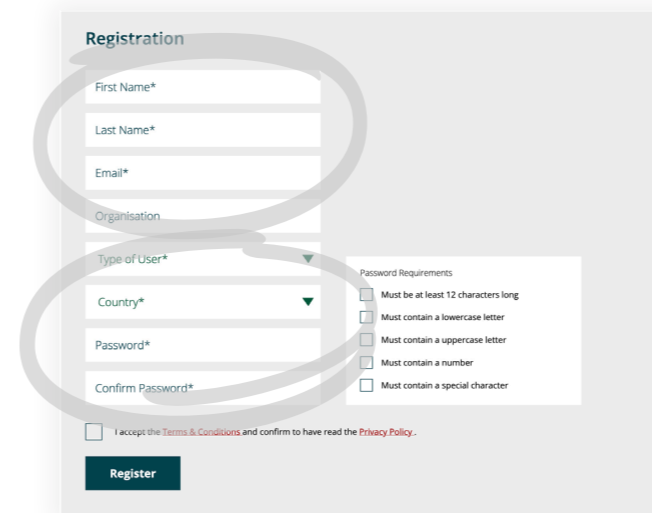 Registration
First Name*
Last Name*
Email*
Organisation
Type of User*
Country*
Password*
Confirm Password*
Password Requirements
Must be at least 12 characters long
Must contain a lowercase letter
Must contain a uppercase letter
Must contain a number
Must contain a special character
I accept the Terms & Conditions and confirm to have read the Privacy Policy .
Register